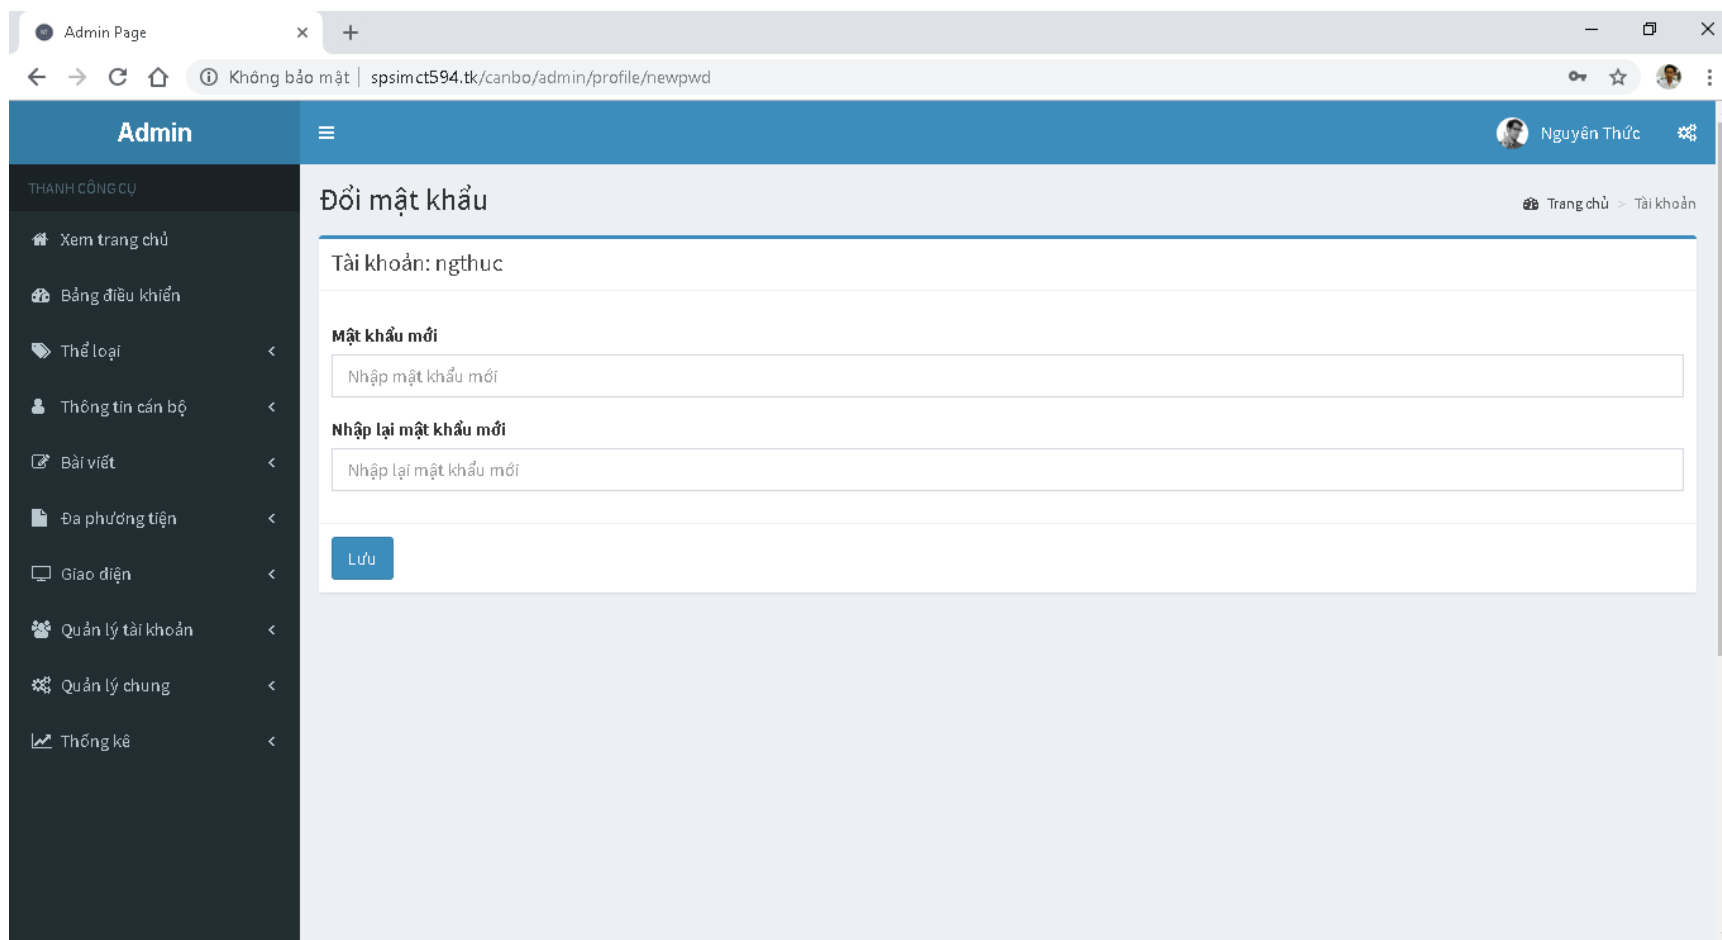 Admin Page
Không bảo mật | spsimct594.tk/canbo/admin/profile/newpwd
Admin
Nguyên Thức
THANH CÔNG CỤ
Đổi mật khẩu
Trang chủ > Tài khoản
Xem trang chủ
Tài khoản: ngthuc
Bảng điều khiển
Mật khẩu mới
Thể loại
Nhập mật khẩu mới
Thông tin cán bộ
Nhập lại mật khẩu mới
Bài viết
Nhập lại mật khẩu mới
Đa phương tiện
Lưu
Giao diện
Quản lý tài khoản
Quản lý chung
Thống kê